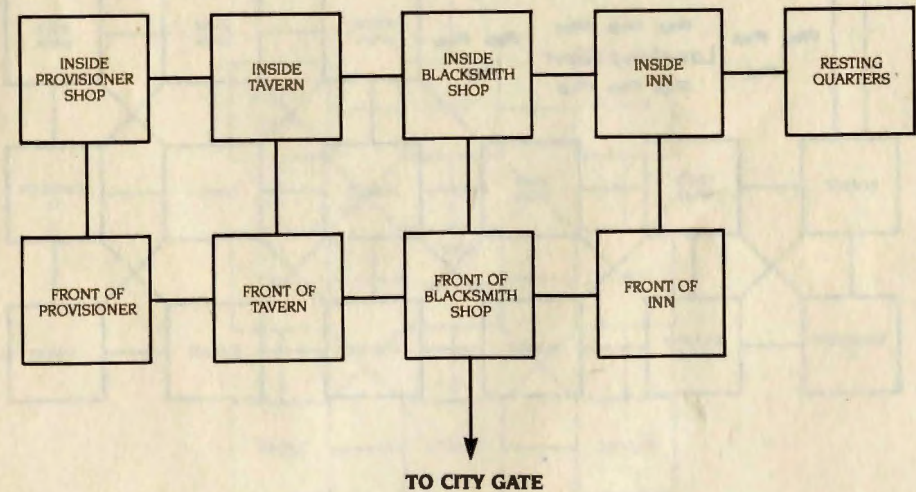 INSIDE
PROVISIONER
SHOP
INSIDE
TAVERN
INSIDE
BLACKSMITH
SHOP
INSIDE
INN
RESTING
QUARTERS
FRONT OF
PROVISIONER
FRONT OF
TAVERN
FRONT OF
BLACKSMITH
SHOP
FRONT OF
INN
TO CITY GATE